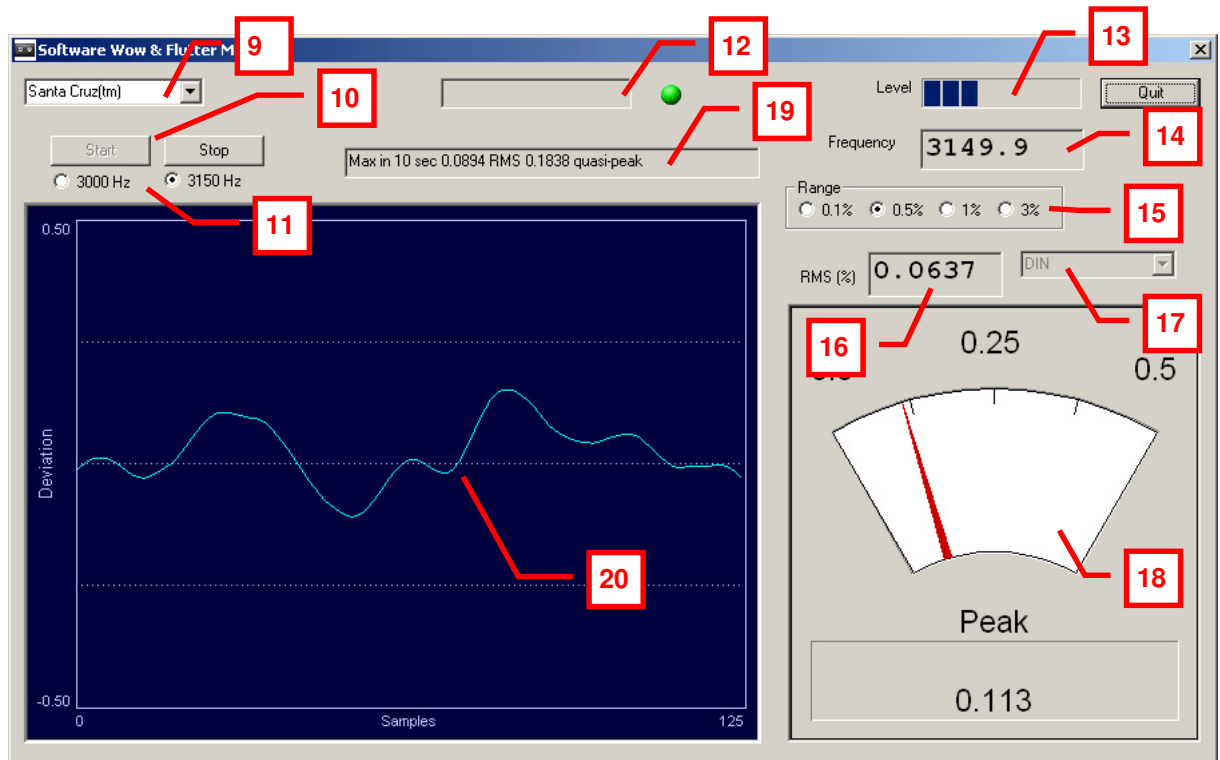 Software Wow & Flutter M
9
12
13
Santa Cruz(tm)
10
19
Level
Quit
14
Start
Stop
Max in 10 sec 0.0894 RMS 0.1838 quasi-peak
Frequency
3149.9
3000 Hz
3150 Hz
11
Range
0.1%
0.5%
1%
3%
15
0.50
RMS (%)
0.0637
DIN
16
17
0.25
0.5
Deviation
20
18
Peak
0.113
-0.50
0
Samples
125